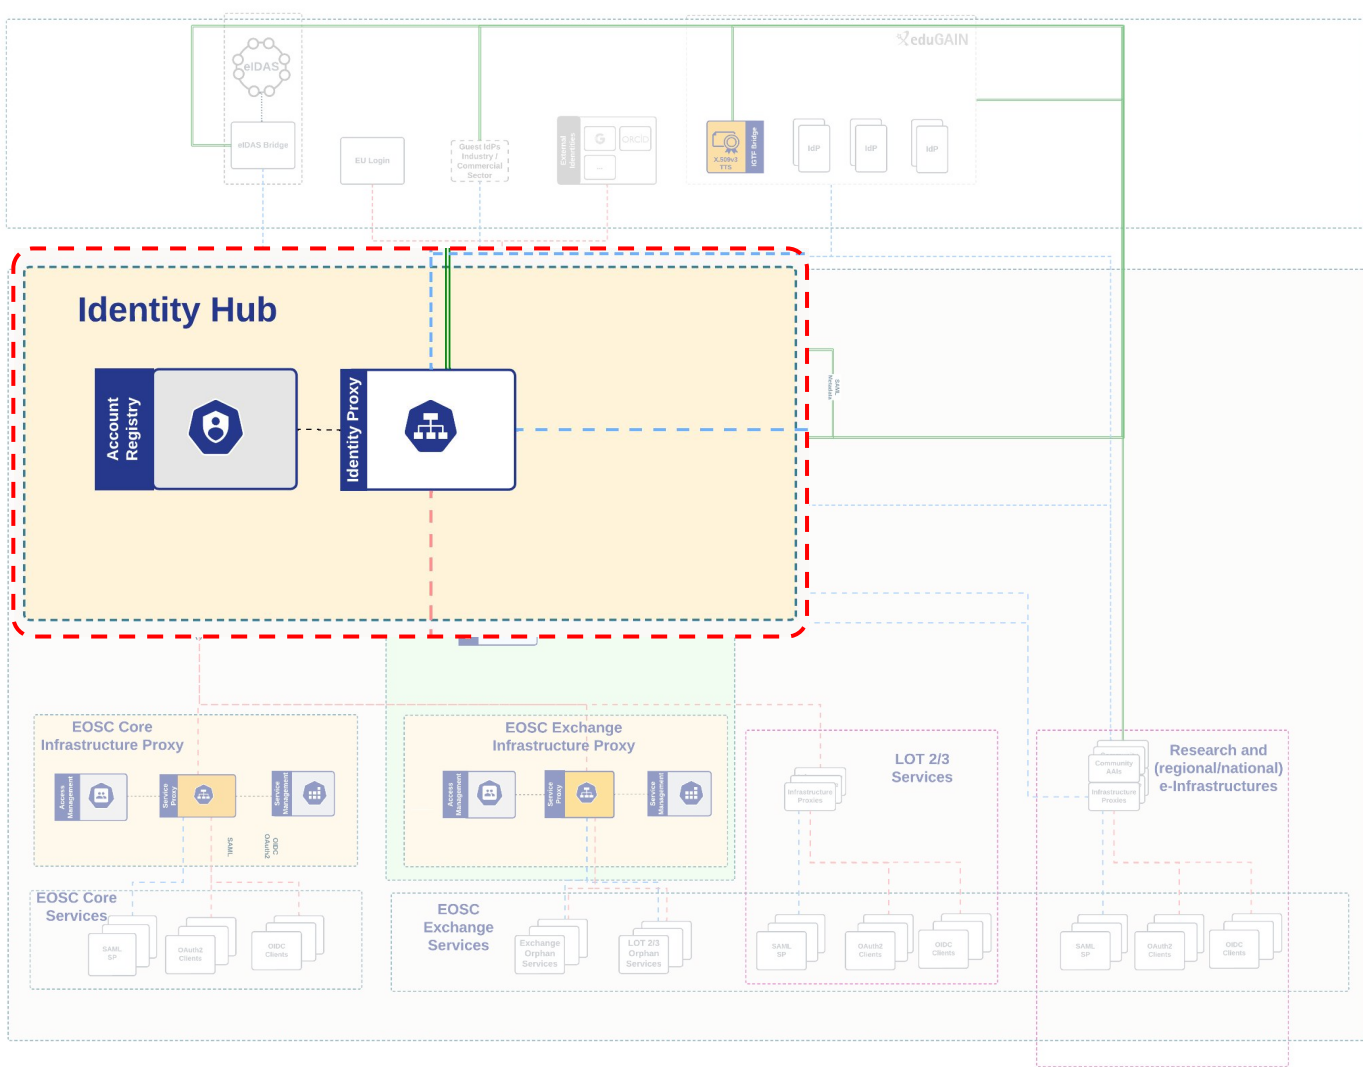 eIDAS
eduGAIN
eIDAS Bridge
EU Login
Guest IdPs
Industry /
Commercial
Sector
External
Identities
G
ORCID
...
X.509v3
TTS
IGTF Bridge
IdP
IdP
IdP
Identity Hub
Account
Registry
Identity Proxy
SAML
Metadata
EOSC Core
Infrastructure Proxy
Access
Management
Service
Proxy
Service
Management
SAML
OIDC
OAuth2
EOSC Exchange
Infrastructure Proxy
Access
Management
Service
Proxy
Service
Management
LOT 2/3
Services
Infrastructure
Proxies
Research and
(regional/national)
e-Infrastructures
Community
AAIs
Infrastructure
Proxies
EOSC Core
Services
SAML
SP
OAuth2
Clients
OIDC
Clients
EOSC
Exchange
Services
Exchange
Orphan
Services
LOT 2/3
Orphan
Services
SAML
SP
OAuth2
Clients
OIDC
Clients
SAML
SP
OAuth2
Clients
OIDC
Clients